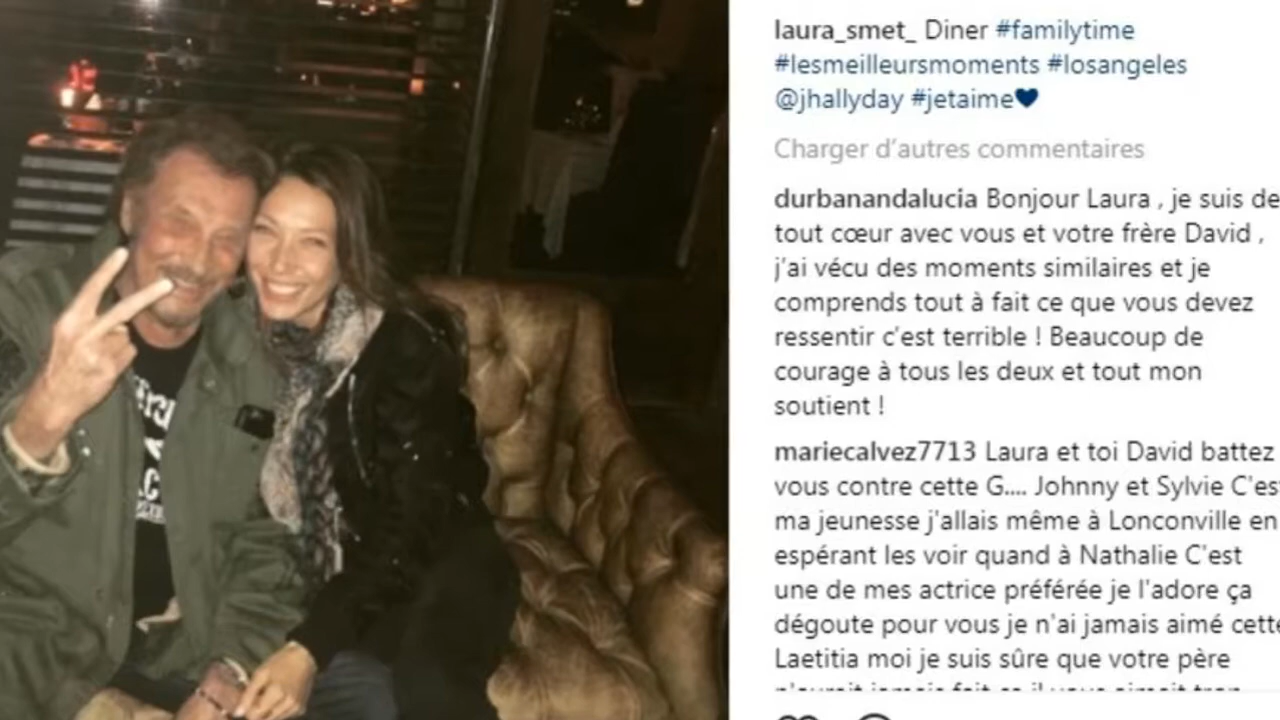 laura_smet_ Diner #familytime
#lesmeilleursmoments #losangeles
@jhallyday #jetaime🖤
Charger d'autres commentaires
durbanandalucia Bonjour Laura , je suis de
tout cœur avec vous et votre frère David ,
j'ai vécu des moments similaires et je
comprends tout à fait ce que vous devez
ressentir c'est terrible ! Beaucoup de
courage à tous les deux et tout mon
soutient !
mariecalvez7713 Laura et toi David battez
vous contre cette G.... Johnny et Sylvie C'est
ma jeunesse j'allais même à Lonconville en
espérant les voir quand à Nathalie C'est
une de mes actrice préférée je l'adore ça
dégoute pour vous je n'ai jamais aimé cette
Laetitia moi je suis sûre que votre père